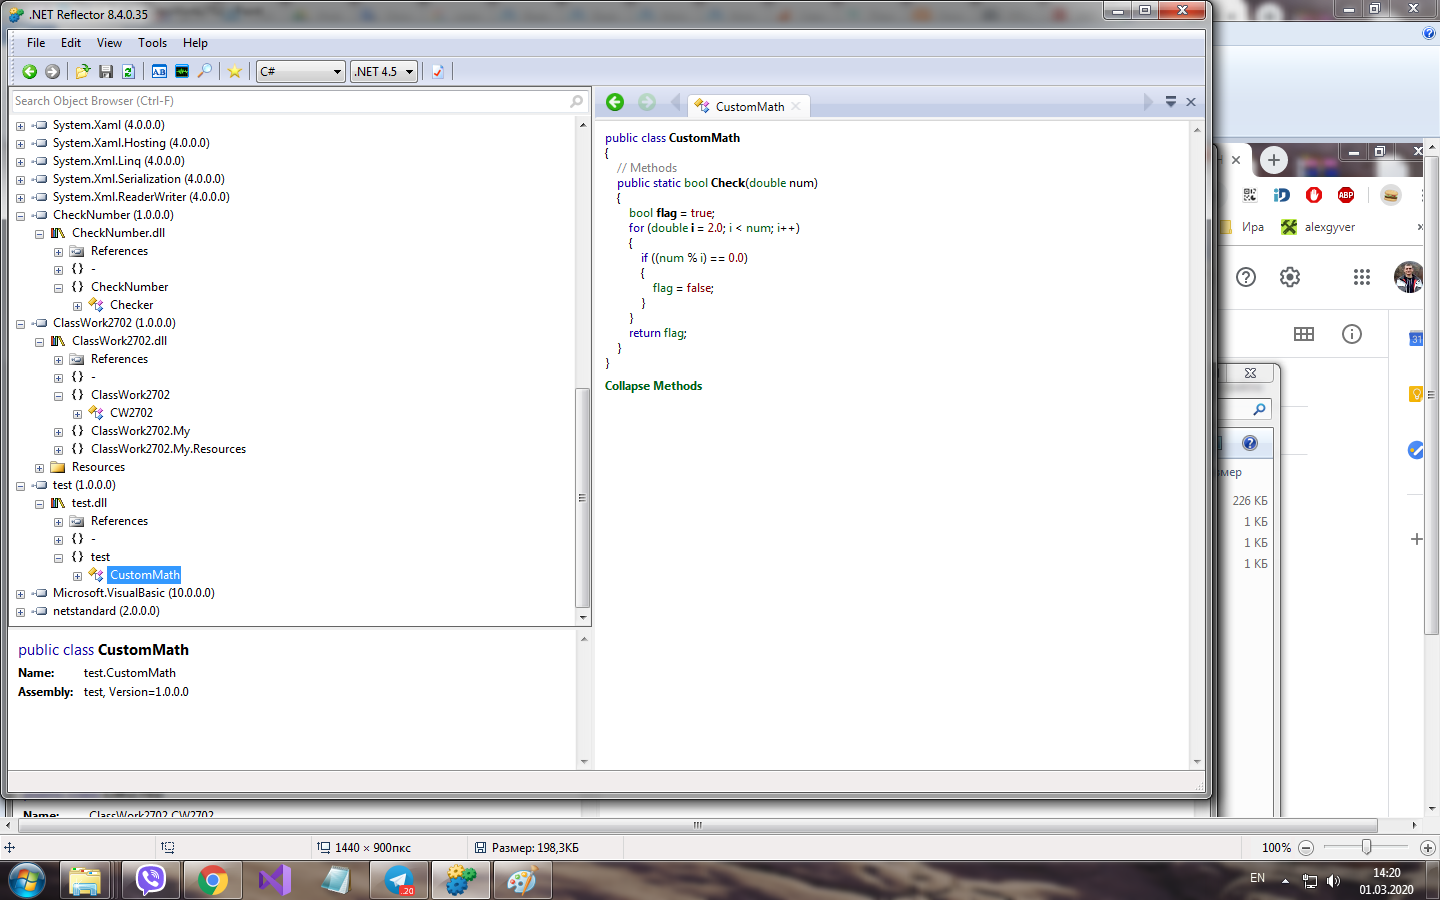 .NET Reflector 8.4.0.35
File Edit View Tools Help
C# .NET 4.5
Search Object Browser (Ctrl-F)
System.Xaml (4.0.0.0)
System.Xaml.Hosting (4.0.0.0)
System.Xml.Linq (4.0.0.0)
System.Xml.Serialization (4.0.0.0)
System.Xml.ReaderWriter (4.0.0.0)
CheckNumber (1.0.0.0)
CheckNumber.dll
References
{} -
{} CheckNumber
Checker
ClassWork2702 (1.0.0.0)
ClassWork2702.dll
References
{} -
{} ClassWork2702
CW2702
{} ClassWork2702.My
{} ClassWork2702.My.Resources
Resources
test (1.0.0.0)
test.dll
References
{} -
{} test
CustomMath
Microsoft.VisualBasic (10.0.0.0)
netstandard (2.0.0.0)
public class CustomMath
Name: test.CustomMath
Assembly: test, Version=1.0.0.0
CustomMath
public class CustomMath
{
// Methods
public static bool Check(double num)
{
bool flag = true;
for (double i = 2.0; i < num; i++)
{
if ((num % i) == 0.0)
{
flag = false;
}
}
return flag;
}
}
Collapse Methods
ABP
Ира alexgyver
31
мер
226 КБ
1 КБ
1 КБ
1 КБ
Name: ClassWork2702.CW2702
1440 × 900пкс
Размер: 198,3КБ
100%
20
EN
14:20
01.03.2020